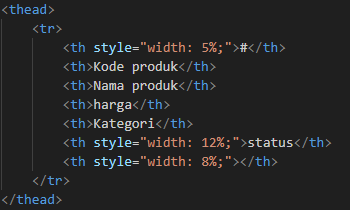 <thead>
<tr>
<th style="width: 5%;">#</th>
<th>Kode produk</th>
<th>Nama produk</th>
<th>harga</th>
<th>Kategori</th>
<th style="width: 12%;">status</th>
<th style="width: 8%;"></th>
</tr>
</thead>